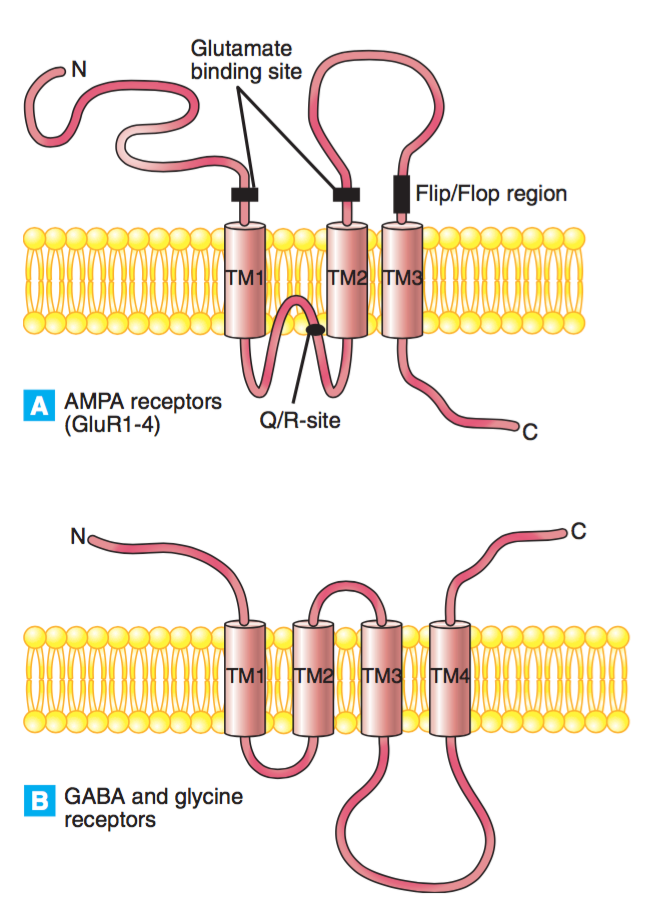 Glutamate
binding site
N
Flip/Flop region
TM1
TM2
TM3
Q/R-site
C
A
AMPA receptors
(GluR1-4)
N
C
TM1
TM2
TM3
TM4
B
GABA and glycine
receptors